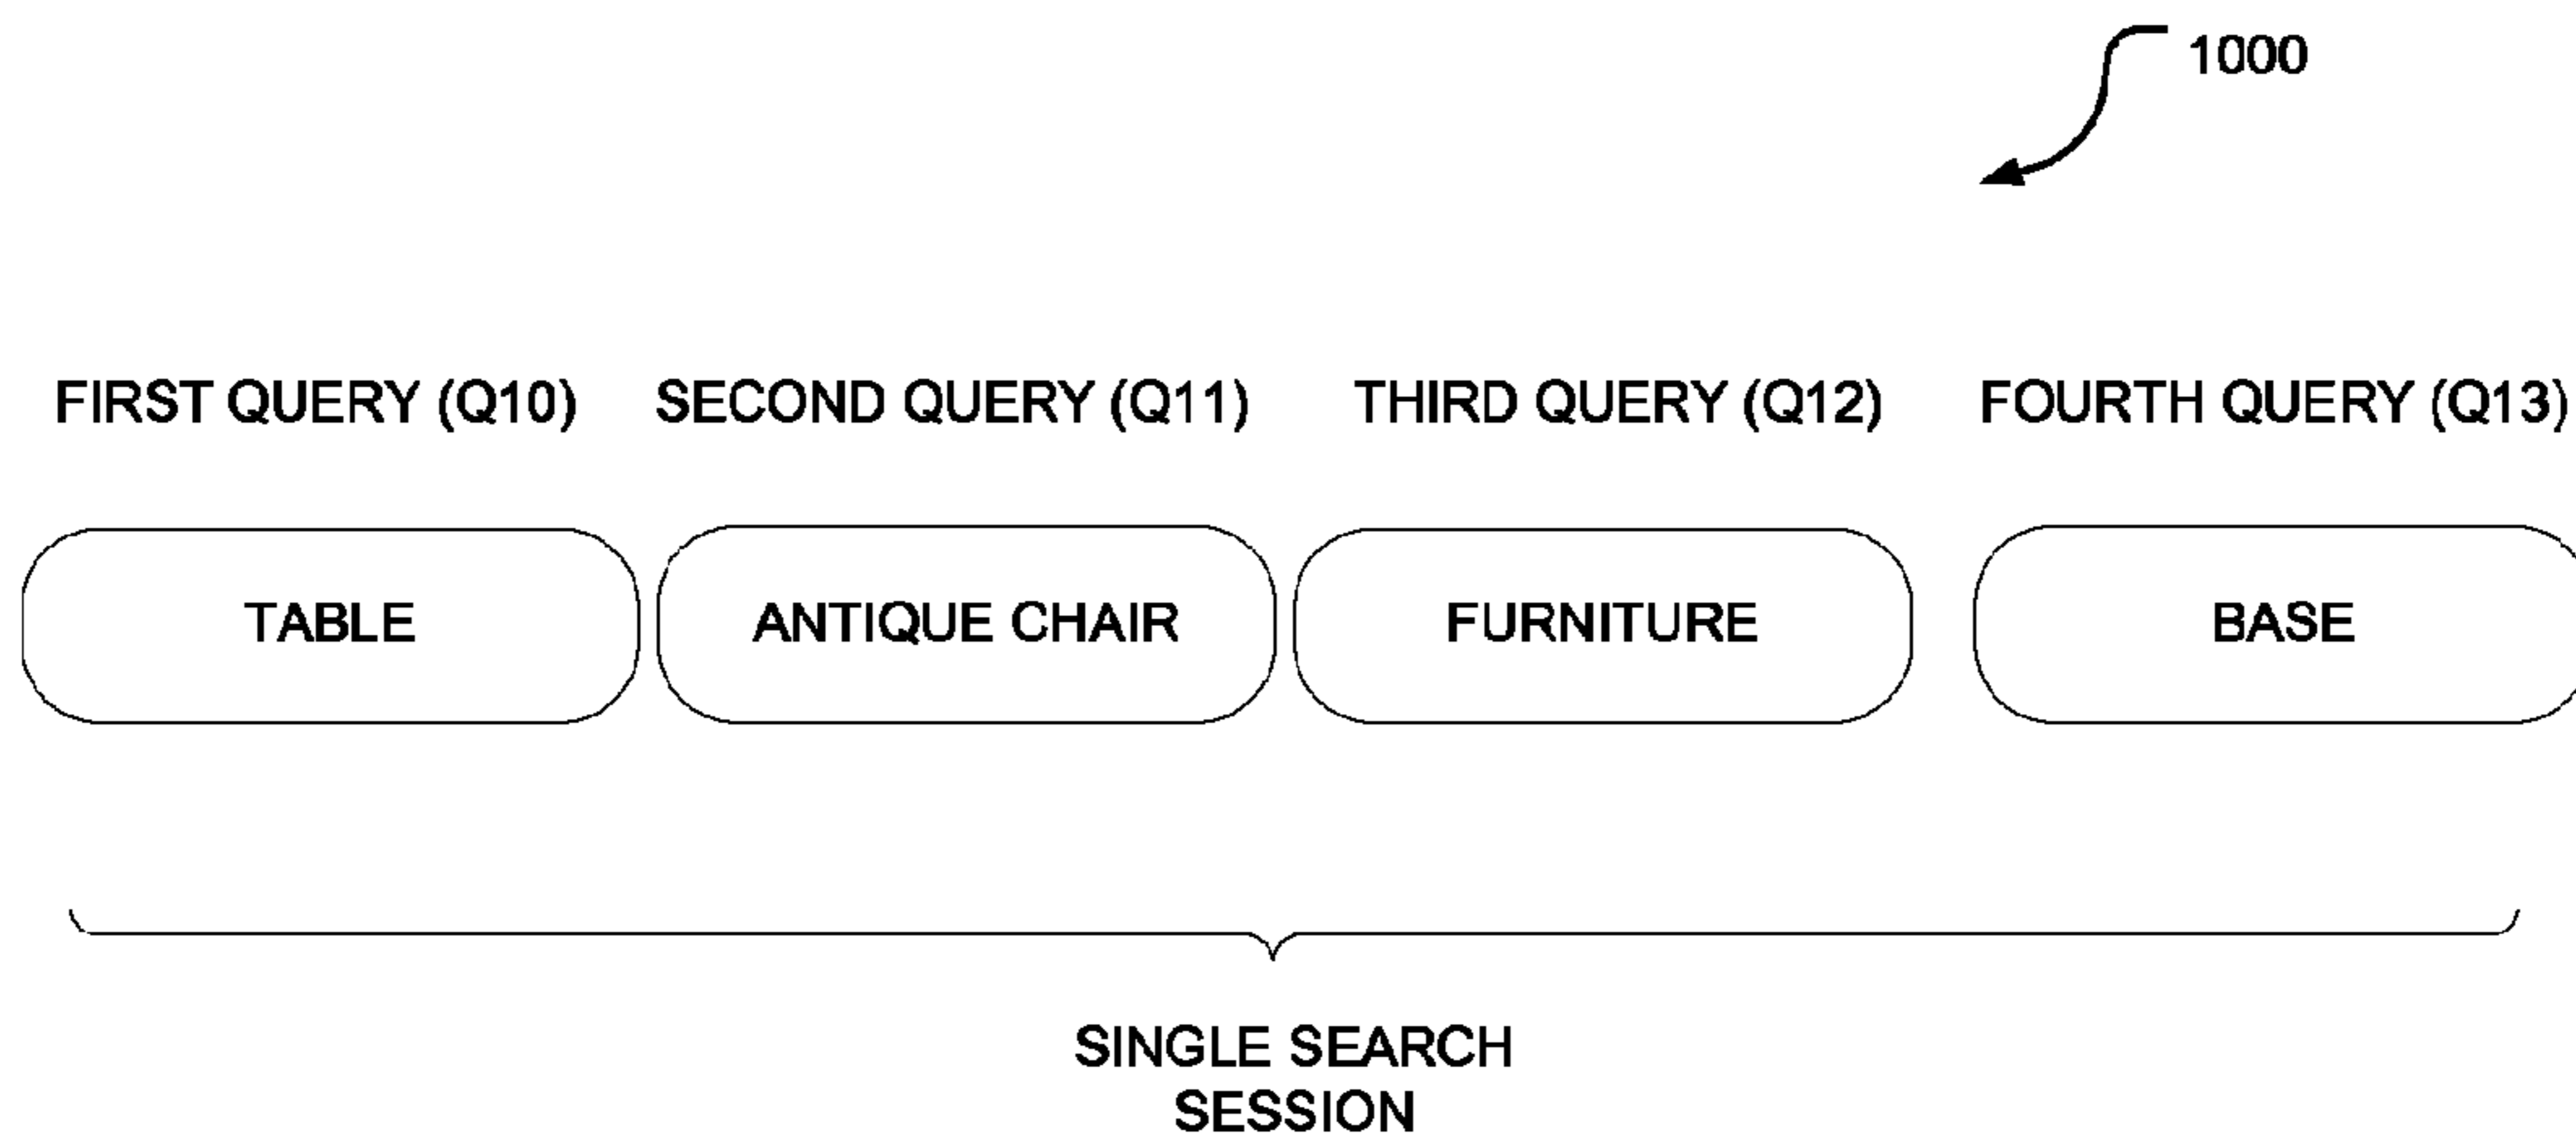 1000
FIRST QUERY (Q10) SECOND QUERY (Q11) THIRD QUERY (Q12) FOURTH QUERY (Q13)
TABLE ANTIQUE CHAIR FURNITURE BASE
SINGLE SEARCH
SESSION